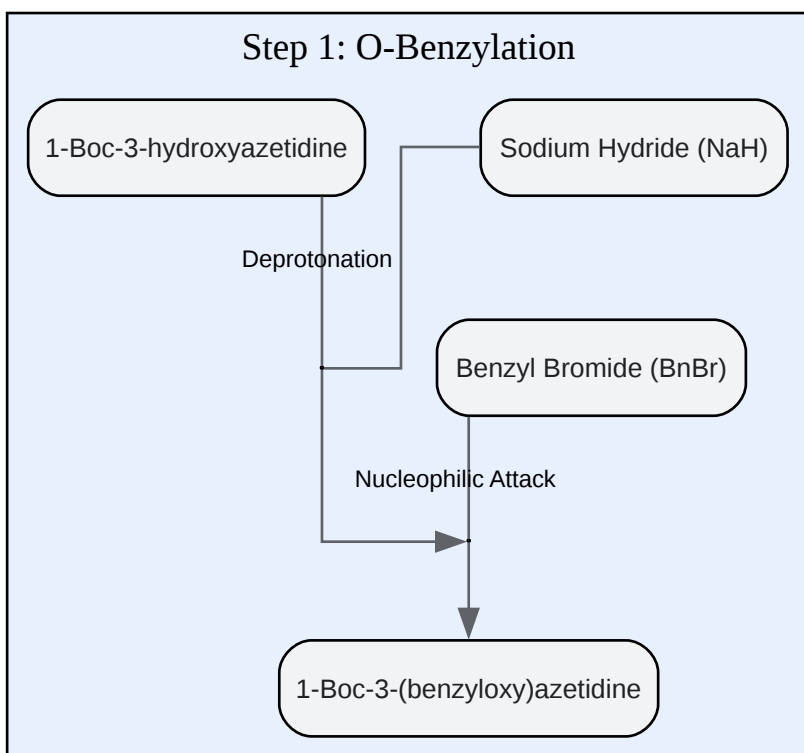 Step 1: O-Benzylation
1-Boc-3-hydroxyazetidine
Sodium Hydride (NaH)
Deprotonation
Benzyl Bromide (BnBr)
Nucleophilic Attack
1-Boc-3-(benzyloxy)azetidine